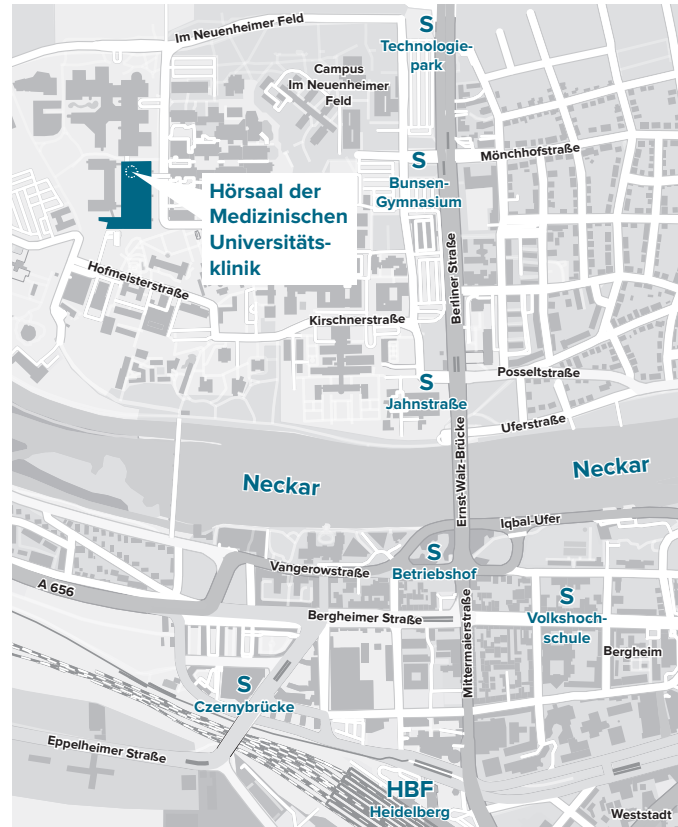 Im Neuenheimer Feld
S
Technologie-
park
Campus
Im Neuenheimer
Feld
Mönchhofstraße
S
Bunsen-
Gymnasium
Hörsaal der
Medizinischen
Universitäts-
klinik
Berliner Straße
Hofmeisterstraße
Kirschnerstraße
Posseltstraße
S
Jahnstraße
Uferstraße
Ernst-Walz-Brücke
Neckar
Neckar
Iqbal-Ufer
S
Betriebshof
Vangerowstraße
A 656
Bergheimer Straße
Mittermaierstraße
S
Volkshoch-
schule
Bergheim
S
Czernybrücke
Eppelheimer Straße
HBF
Heidelberg
Weststadt